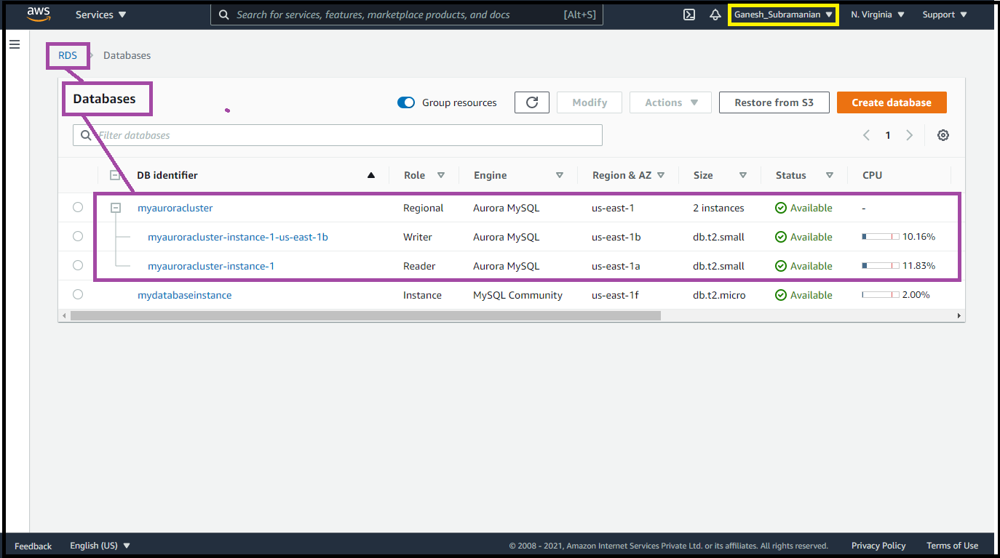 aws Services Search for services, features, marketplace products, and docs [Alt+S] Ganesh_Subramanian N. Virginia Support
RDS Databases
Databases Group resources Modify Actions Restore from S3 Create database
Filter databases 1
DB identifier Role Engine Region & AZ Size Status CPU
myauroracluster Regional Aurora MySQL us-east-1 2 instances Available -
myauroracluster-instance-1-us-east-1b Writer Aurora MySQL us-east-1b db.t2.small Available 10.16%
myauroracluster-instance-1 Reader Aurora MySQL us-east-1a db.t2.small Available 11.83%
mydatabaseinstance Instance MySQL Community us-east-1f db.t2.micro Available 2.00%
Feedback English (US) © 2008 - 2021, Amazon Internet Services Private Ltd. or its affiliates. All rights reserved. Privacy Policy Terms of Use